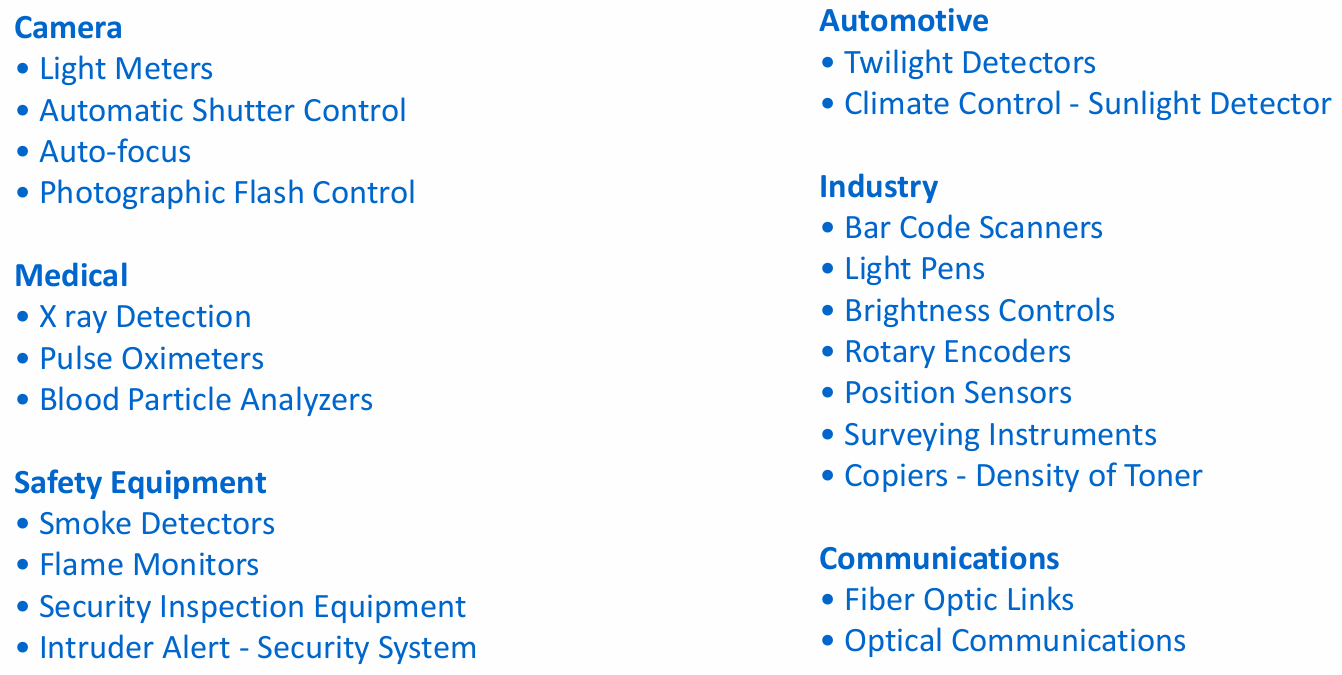 Camera
• Light Meters
• Automatic Shutter Control
• Auto-focus
• Photographic Flash Control
Medical
• X ray Detection
• Pulse Oximeters
• Blood Particle Analyzers
Safety Equipment
• Smoke Detectors
• Flame Monitors
• Security Inspection Equipment
• Intruder Alert - Security System
Automotive
• Twilight Detectors
• Climate Control - Sunlight Detector
Industry
• Bar Code Scanners
• Light Pens
• Brightness Controls
• Rotary Encoders
• Position Sensors
• Surveying Instruments
• Copiers - Density of Toner
Communications
• Fiber Optic Links
• Optical Communications